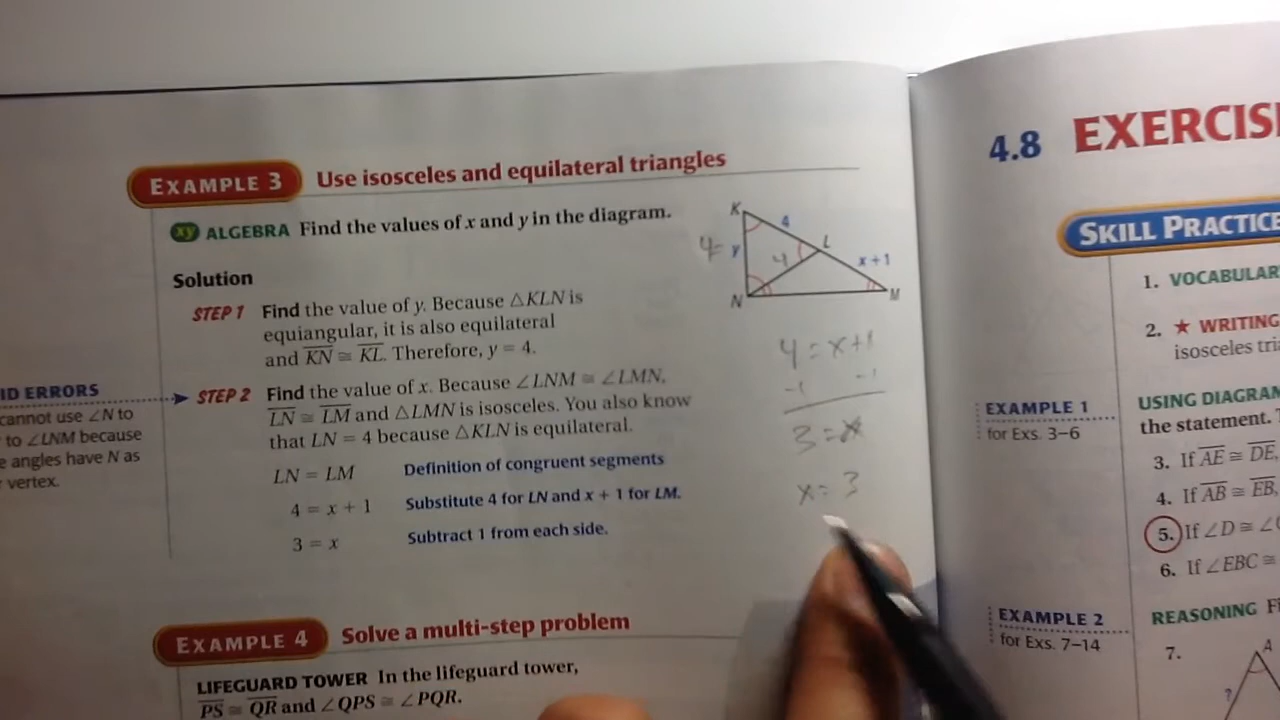 EXAMPLE 3 Use isosceles and equilateral triangles
xy ALGEBRA Find the values of x and y in the diagram.
Solution
STEP 1 Find the value of y. Because △KLN is
equiangular, it is also equilateral
and KN ≅ KL. Therefore, y = 4.
ID ERRORS
cannot use ∠N to
to ∠LNM because
e angles have N as
vertex.
STEP 2 Find the value of x. Because ∠LNM ≅ ∠LMN,
LN ≅ LM and △LMN is isosceles. You also know
that LN = 4 because △KLN is equilateral.
LN = LM Definition of congruent segments
4 = x + 1 Substitute 4 for LN and x + 1 for LM.
3 = x Subtract 1 from each side.
K 4 L
4= y 4 x + 1
N M
4 = x+1
-1 -1
3 = x
x = 3
EXAMPLE 4 Solve a multi-step problem
LIFEGUARD TOWER In the lifeguard tower,
PS ≅ QR and ∠QPS ≅ ∠PQR.
4.8 EXERCIS
SKILL PRACTICE
1. VOCABULAR
2. ★ WRITING
isosceles tria
EXAMPLE 1
for Exs. 3–6
USING DIAGRA
the statement.
3. If AE ≅ DE,
4. If AB ≅ EB,
5. If ∠D ≅ ∠
6. If ∠EBC ≅
EXAMPLE 2
for Exs. 7–14
REASONING F
7.
A
?